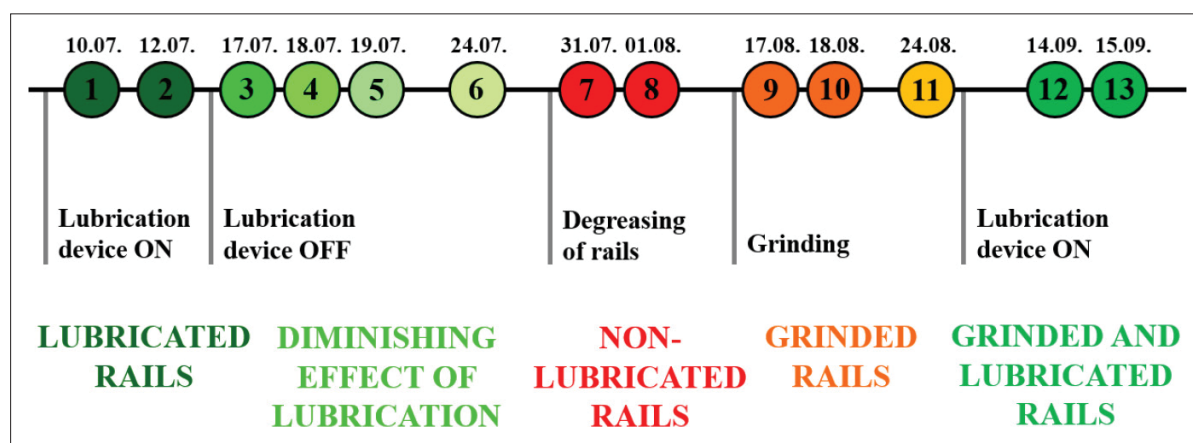 10.07. 12.07. 17.07. 18.07. 19.07. 24.07. 31.07. 01.08. 17.08. 18.08. 24.08. 14.09. 15.09.
1 2 3 4 5 6 7 8 9 10 11 12 13
Lubrication
device ON
Lubrication
device OFF
Degreasing
of rails
Grinding
Lubrication
device ON
LUBRICATED
RAILS
DIMINISHING
EFFECT OF
LUBRICATION
NON-
LUBRICATED
RAILS
GRINDED
RAILS
GRINDED AND
LUBRICATED
RAILS